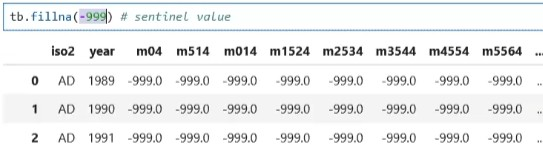 tb.fillna(-999) # sentinel value
iso2 year m04 m514 m014 m1524 m2534 m3544 m4554 m5564 ...
0 AD 1989 -999.0 -999.0 -999.0 -999.0 -999.0 -999.0 -999.0 -999.0 ..
1 AD 1990 -999.0 -999.0 -999.0 -999.0 -999.0 -999.0 -999.0 -999.0 ..
2 AD 1991 -999.0 -999.0 -999.0 -999.0 -999.0 -999.0 -999.0 -999.0 ..